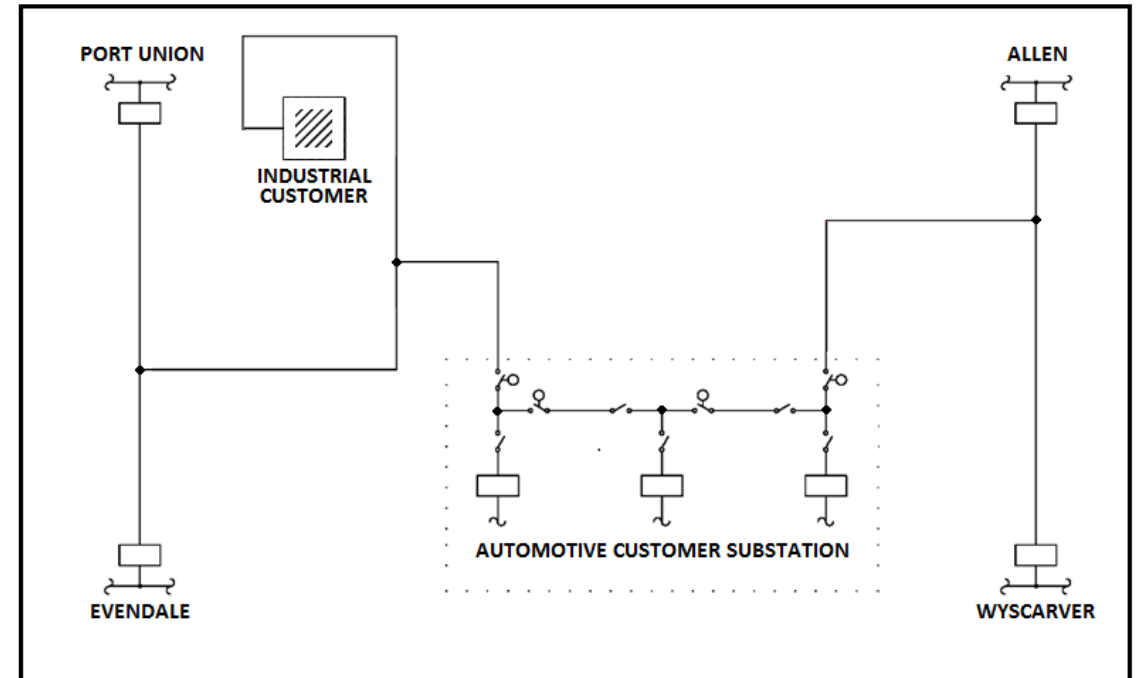 PORT UNION
ALLEN
INDUSTRIAL
CUSTOMER
AUTOMOTIVE CUSTOMER SUBSTATION
EVENDALE
WYSCARVER